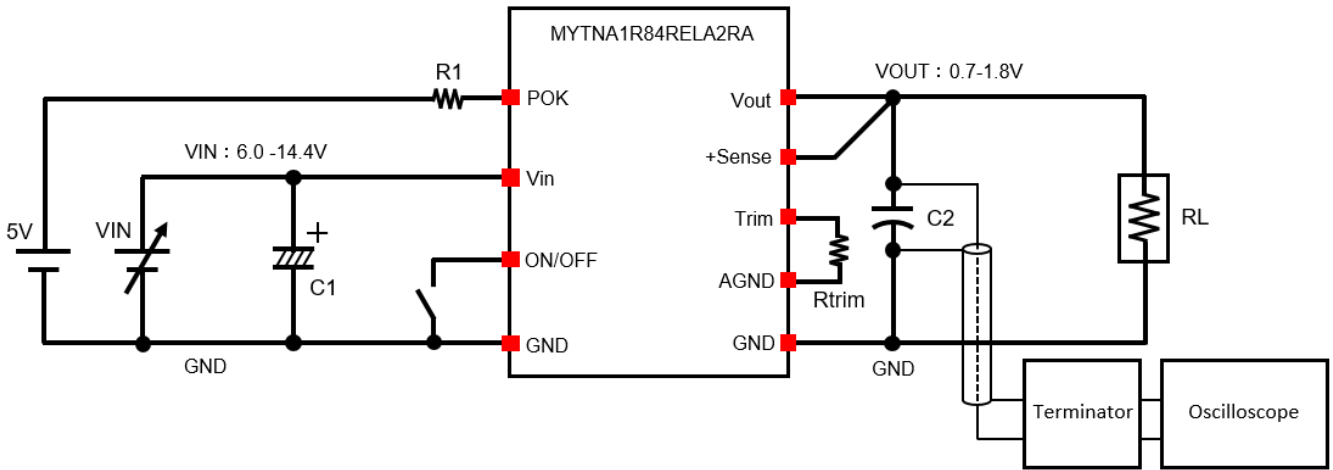 MYTNA1R84RELA2RA
R1
POK
Vout
VOUT：0.7-1.8V
+Sense
VIN：6.0 -14.4V
Vin
5V
VIN
+
C1
ON/OFF
Trim
C2
RL
AGND
Rtrim
GND
GND
GND
GND
Terminator
Oscilloscope